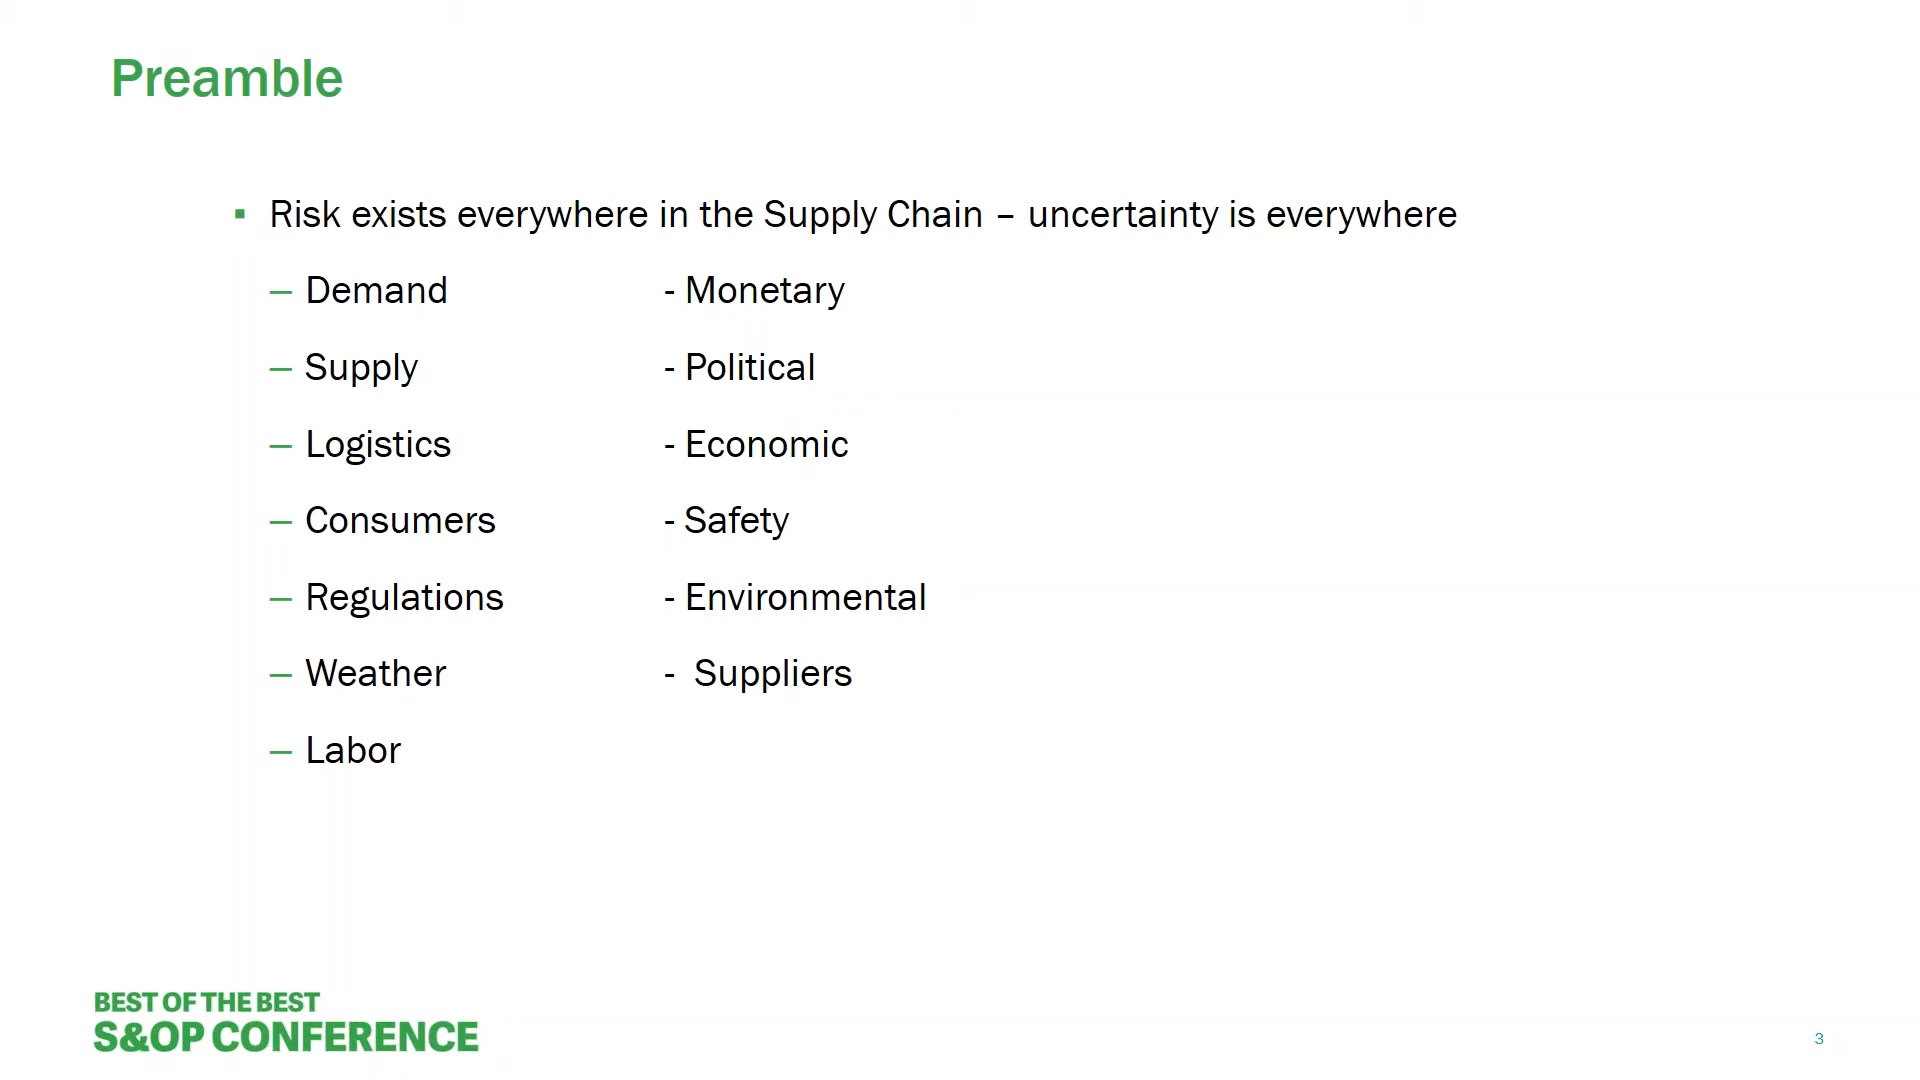 Preamble
▪ Risk exists everywhere in the Supply Chain – uncertainty is everywhere
– Demand - Monetary
– Supply - Political
– Logistics - Economic
– Consumers - Safety
– Regulations - Environmental
– Weather - Suppliers
– Labor
BEST OF THE BEST
S&OP CONFERENCE
3